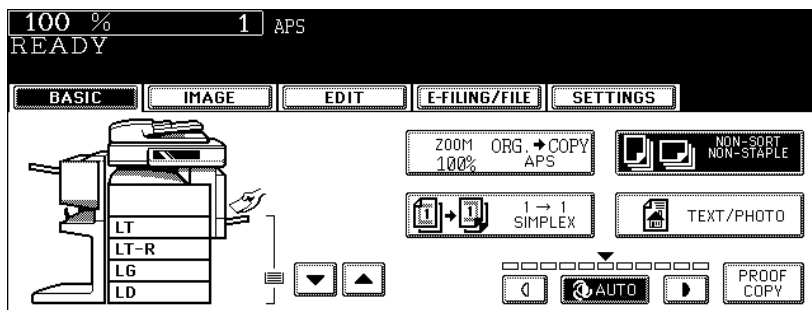 100 % 1 APS
READY
BASIC IMAGE EDIT E-FILING/FILE SETTINGS
ZOOM ORG.➔COPY
100% APS
NON-SORT
NON-STAPLE
1 → 1
SIMPLEX
TEXT/PHOTO
LT
LT-R
LG
LD
AUTO
PROOF
COPY